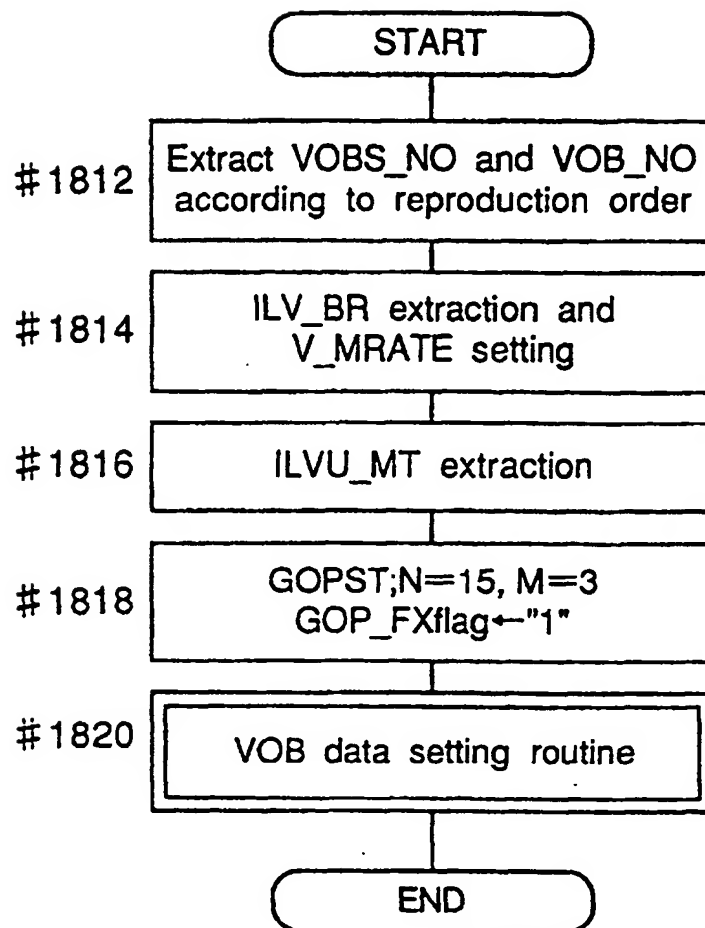 START
#1812
Extract VOBS_NO and VOB_NO
according to reproduction order
#1814
ILV_BR extraction and
V_MRATE setting
#1816
ILVU_MT extraction
#1818
GOPST;N=15, M=3
GOP_FXflag←"1"
#1820
VOB data setting routine
END